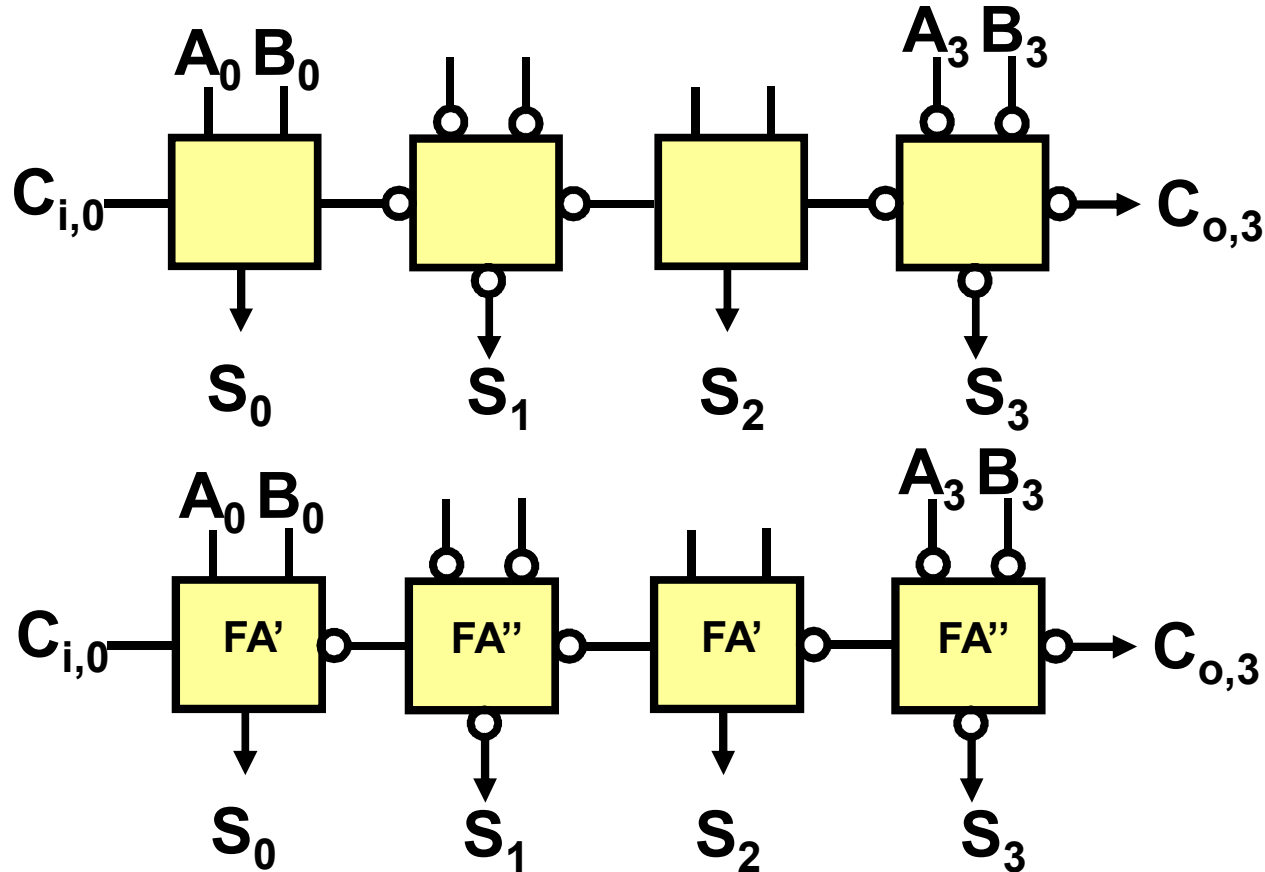 A0 B0 A3 B3
Ci,0 Co,3
S0 S1 S2 S3
A0 B0 A3 B3
Ci,0 FA' FA'' FA' FA'' Co,3
S0 S1 S2 S3